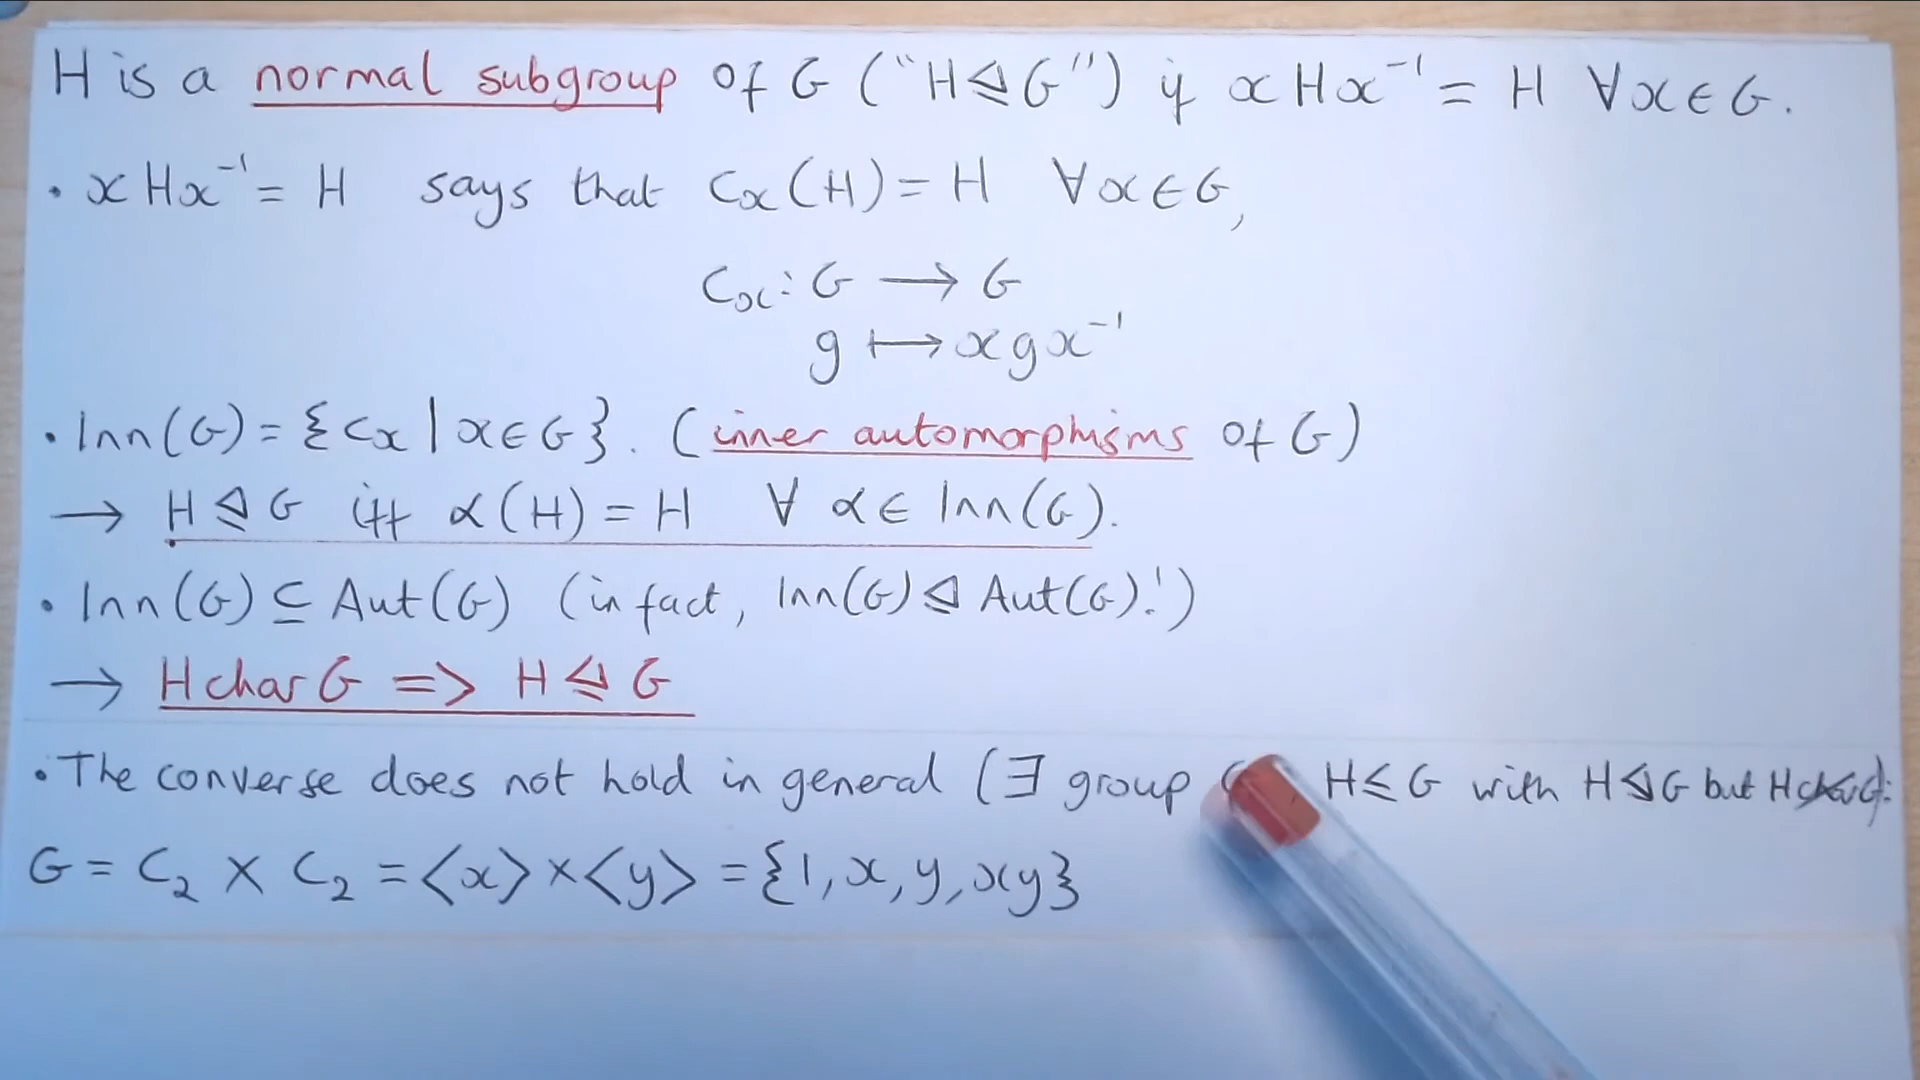 H is a normal subgroup of G ("H⊴G") if xHx⁻¹ = H ∀x∈G.
• xHx⁻¹ = H says that Cx(H) = H ∀x∈G,
Cx: G ⟶ G
g ⟼ xgx⁻¹
• Inn(G) = {Cx | x∈G}. (inner automorphisms of G)
→ H⊴G iff α(H) = H ∀ α∈ Inn(G).
• Inn(G) ⊆ Aut(G) (in fact, Inn(G)⊴Aut(G)!)
→ H char G => H⊴G
• The converse does not hold in general (∃ group H≤G with H⊴G but
G = C₂ × C₂ = <x>×<y> = {1, x, y, xy}